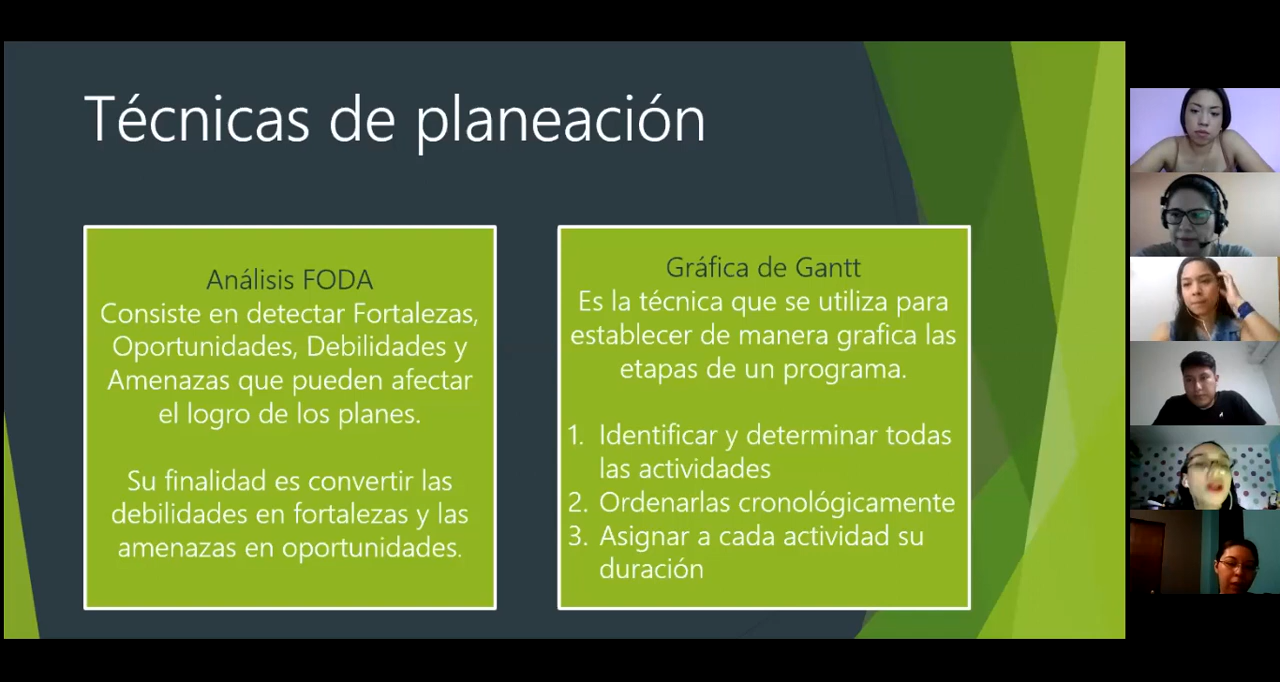 Técnicas de planeación
Análisis FODA
Consiste en detectar Fortalezas,
Oportunidades, Debilidades y
Amenazas que pueden afectar
el logro de los planes.
Su finalidad es convertir las
debilidades en fortalezas y las
amenazas en oportunidades.
Gráfica de Gantt
Es la técnica que se utiliza para
establecer de manera grafica las
etapas de un programa.
1. Identificar y determinar todas
las actividades
2. Ordenarlas cronológicamente
3. Asignar a cada actividad su
duración